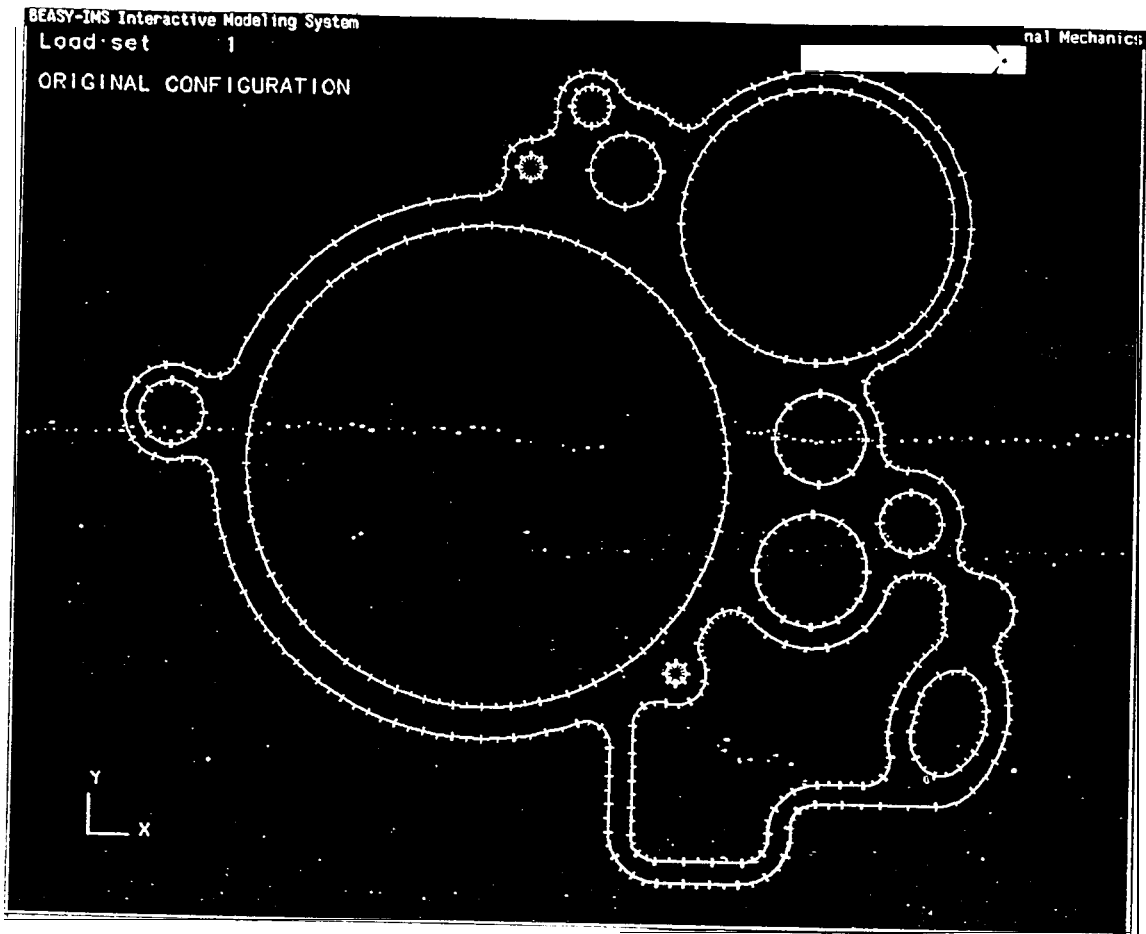 BEASY-IMS Interactive Modeling System
nal Mechanics
Load set 1
ORIGINAL CONFIGURATION
Y
X